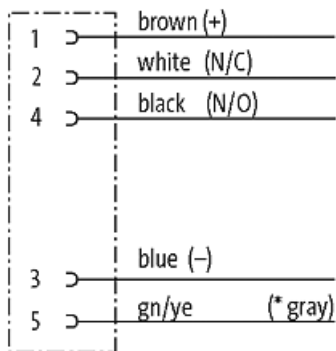 1 brown (+)
2 white (N/C)
4 black (N/O)
3 blue (–)
5 gn/ye (* gray)